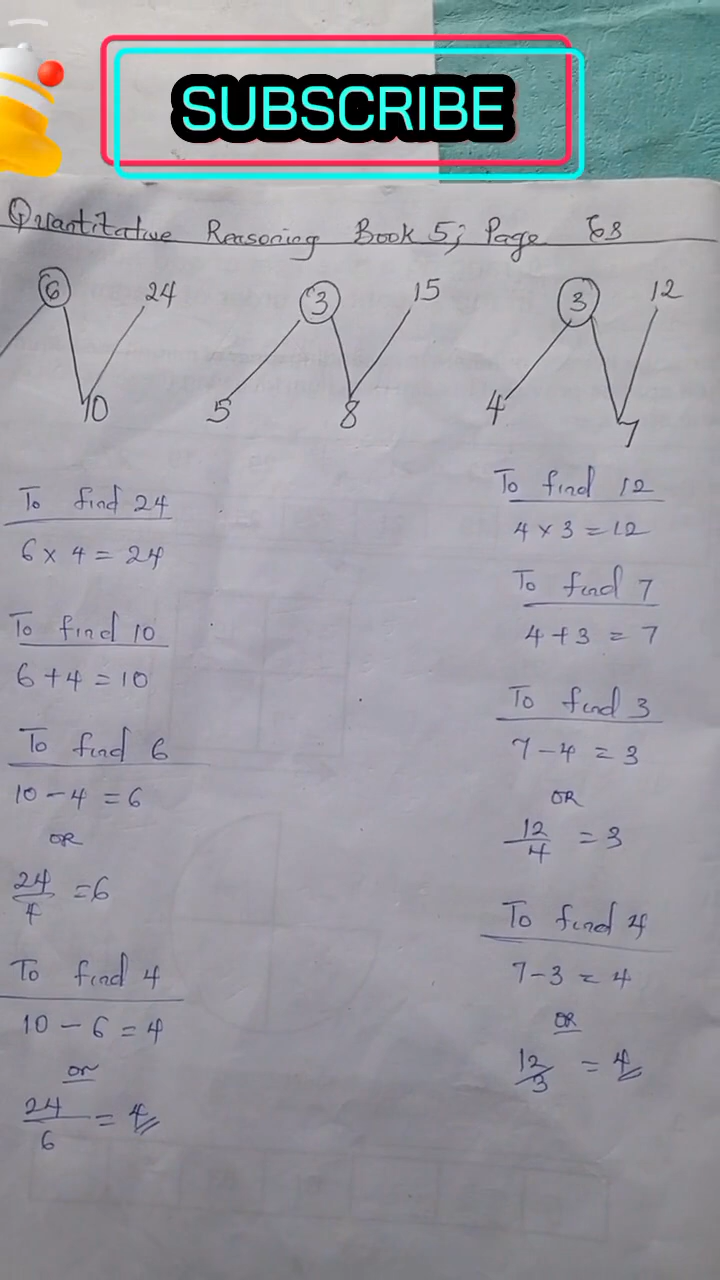 SUBSCRIBE
Quantitative Reasoning Book 5; Page 63
6 24 3 15 3 12
10 5 8 4 7
To find 24
6 x 4 = 24
To find 10
6 + 4 = 10
To find 6
10 - 4 = 6
OR
24/4 = 6
To find 4
10 - 6 = 4
or
24/6 = 4
To find 12
4 x 3 = 12
To find 7
4 + 3 = 7
To find 3
7 - 4 = 3
OR
12/4 = 3
To find 4
7 - 3 = 4
OR
12/3 = 4